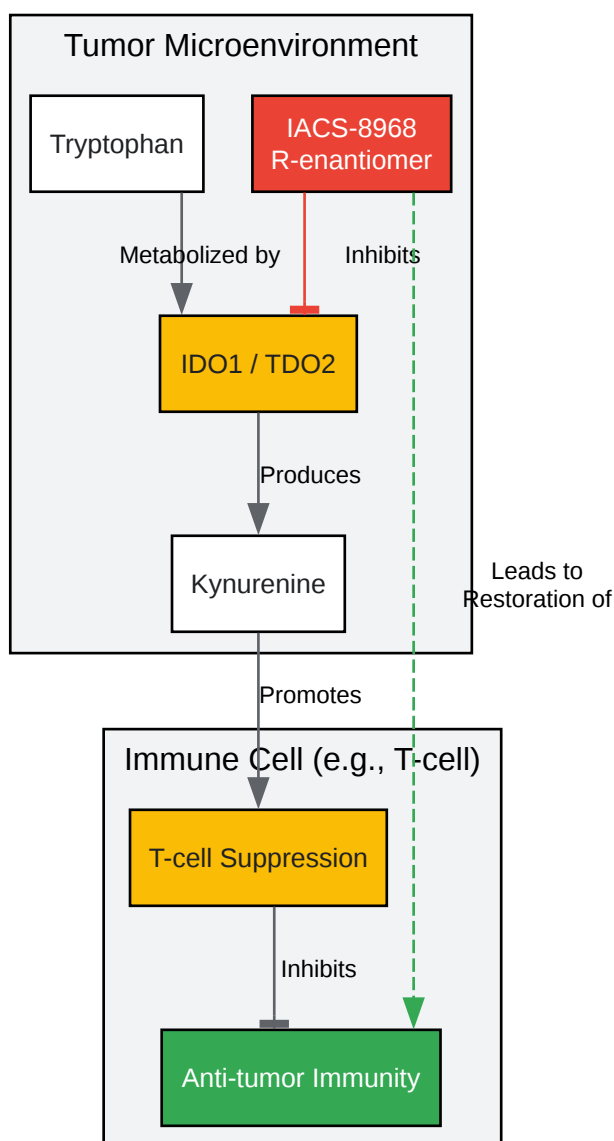 Tumor Microenvironment
Tryptophan
IACS-8968
R-enantiomer
Metabolized by
Inhibits
IDO1 / TDO2
Produces
Kynurenine
Leads to
Restoration of
Promotes
Immune Cell (e.g., T-cell)
T-cell Suppression
Inhibits
Anti-tumor Immunity